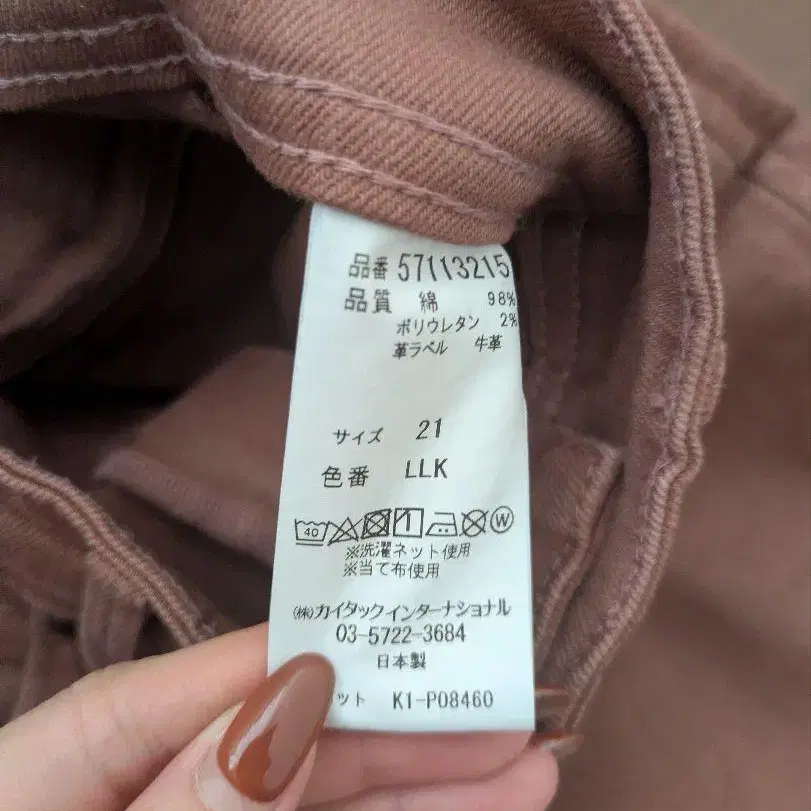 品番 57113215
品質 綿 98%
ポリウレタン 2%
革ラベル 牛革
サイズ 21
色番 LLK
40 W
※洗濯ネット使用
※当て布使用
(株)カイタックインターナショナル
03-5722-3684
日本製
ット K1-P08460